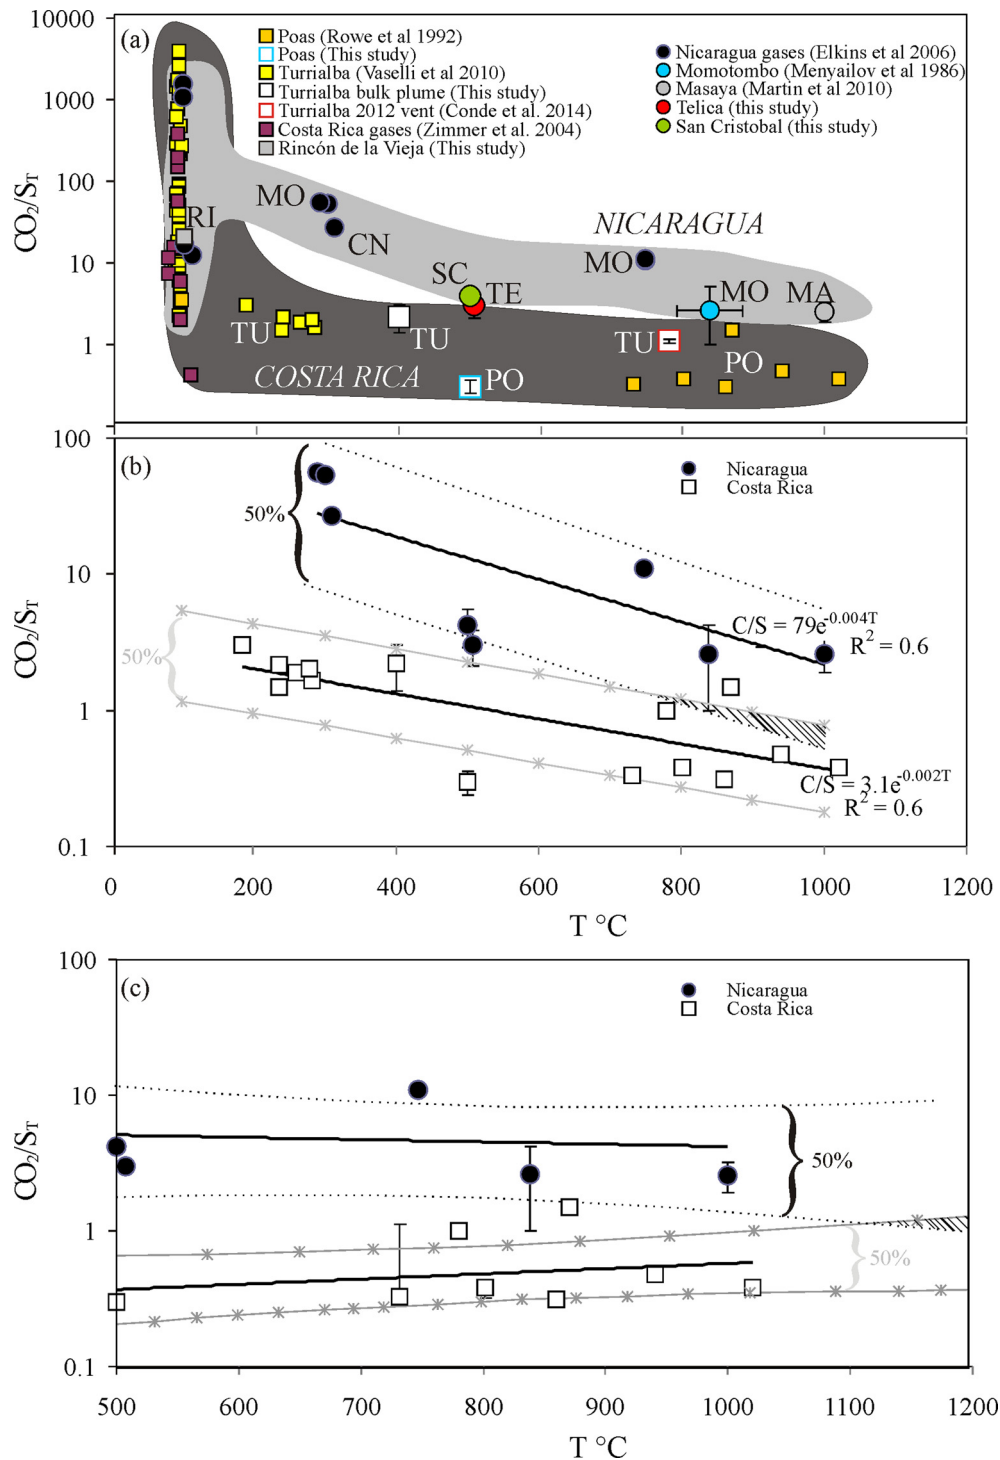 (a)
CO2/ST
10000
1000
100
10
1
Poas (Rowe et al 1992)
Poas (This study)
Turrialba (Vaselli et al 2010)
Turrialba bulk plume (This study)
Turrialba 2012 vent (Conde et al. 2014)
Costa Rica gases (Zimmer et al. 2004)
Rincón de la Vieja (This study)
Nicaragua gases (Elkins et al 2006)
Momotombo (Menyailov et al 1986)
Masaya (Martin et al 2010)
Telica (this study)
San Cristobal (this study)
RI
MO
CN
NICARAGUA
SC
TE
MO
MO
MA
TU
TU
TU
PO
COSTA RICA
PO
(b)
CO2/ST
100
10
1
0.1
Nicaragua
Costa Rica
50%
50%
C/S = 79e^-0.004T
R^2 = 0.6
C/S = 3.1e^-0.002T
R^2 = 0.6
0 200 400 600 800 1000 1200
T °C
(c)
CO2/ST
100
10
1
0.1
Nicaragua
Costa Rica
50%
50%
500 600 700 800 900 1000 1100 1200
T °C